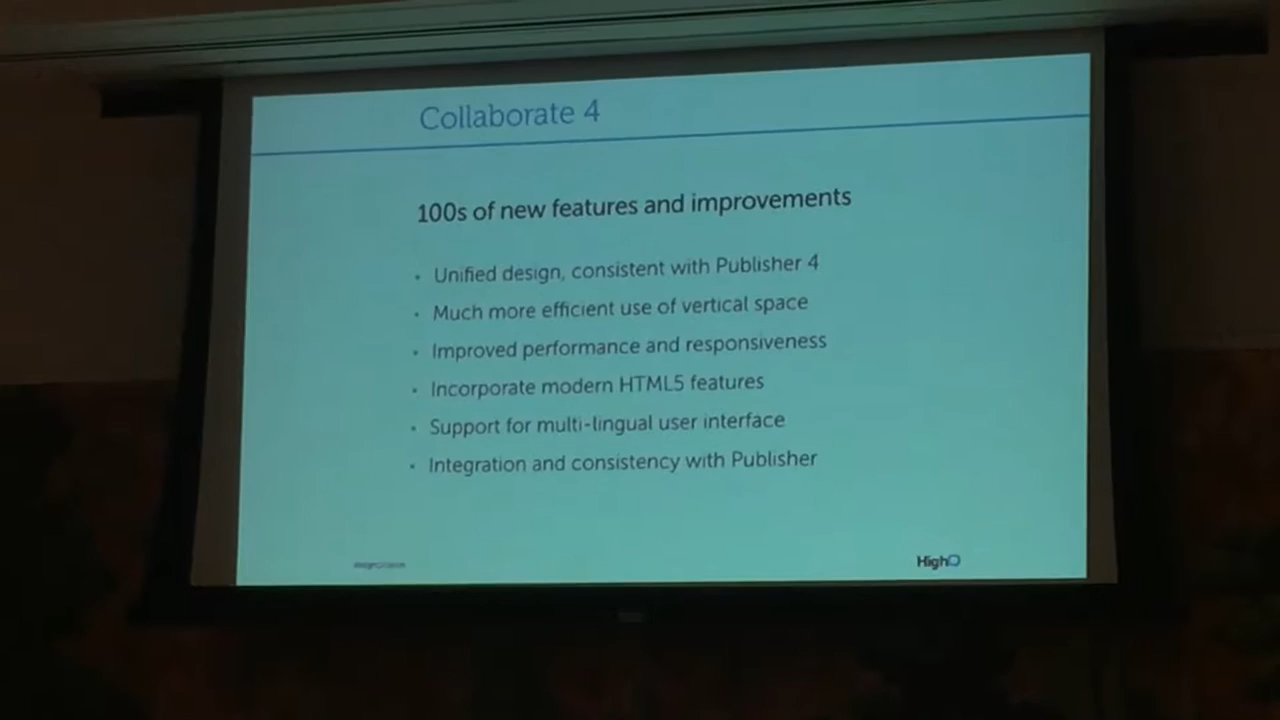 Collaborate 4
100s of new features and improvements
• Unified design, consistent with Publisher 4
• Much more efficient use of vertical space
• Improved performance and responsiveness
• Incorporate modern HTML5 features
• Support for multi-lingual user interface
• Integration and consistency with Publisher
HighQ